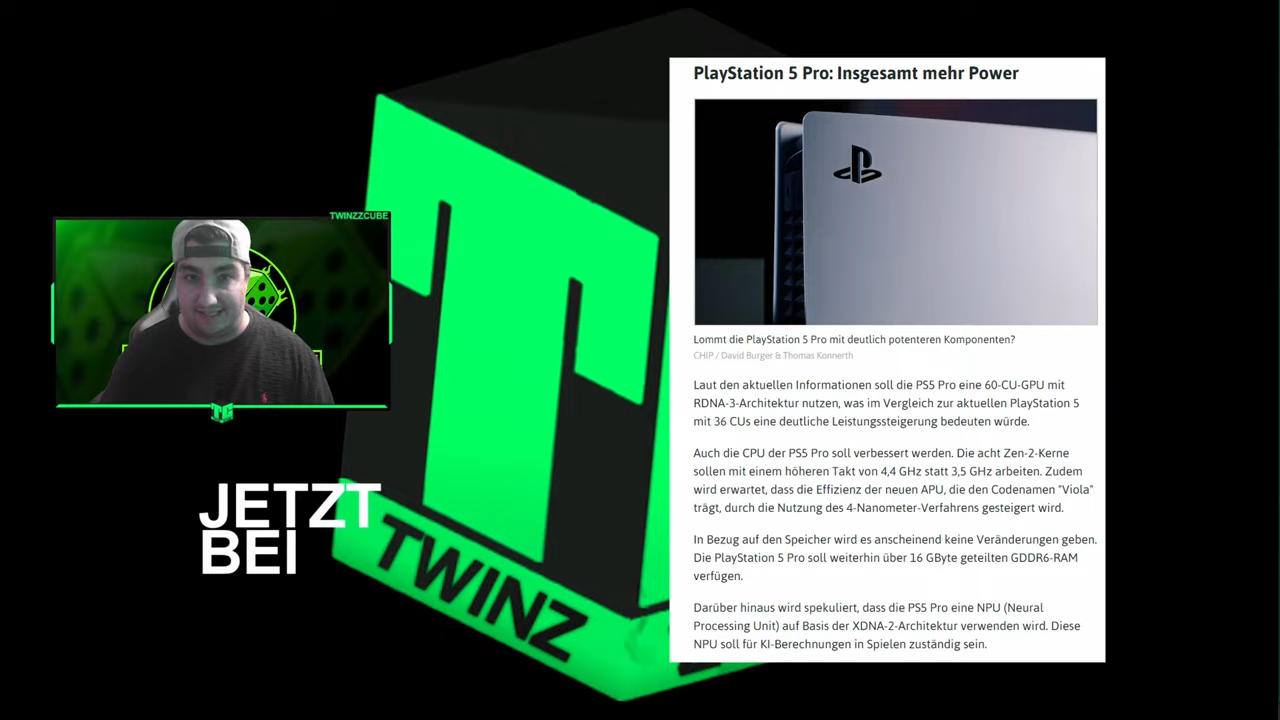 TWINZZCUBE
JETZT
BEI
T
TWINZ
PlayStation 5 Pro: Insgesamt mehr Power
Lommt die PlayStation 5 Pro mit deutlich potenteren Komponenten?
CHIP / David Burger & Thomas Konnerth
Laut den aktuellen Informationen soll die PS5 Pro eine 60-CU-GPU mit
RDNA-3-Architektur nutzen, was im Vergleich zur aktuellen PlayStation 5
mit 36 CUs eine deutliche Leistungssteigerung bedeuten würde.
Auch die CPU der PS5 Pro soll verbessert werden. Die acht Zen-2-Kerne
sollen mit einem höheren Takt von 4,4 GHz statt 3,5 GHz arbeiten. Zudem
wird erwartet, dass die Effizienz der neuen APU, die den Codenamen "Viola"
trägt, durch die Nutzung des 4-Nanometer-Verfahrens gesteigert wird.
In Bezug auf den Speicher wird es anscheinend keine Veränderungen geben.
Die PlayStation 5 Pro soll weiterhin über 16 GByte geteilten GDDR6-RAM
verfügen.
Darüber hinaus wird spekuliert, dass die PS5 Pro eine NPU (Neural
Processing Unit) auf Basis der XDNA-2-Architektur verwenden wird. Diese
NPU soll für KI-Berechnungen in Spielen zuständig sein.